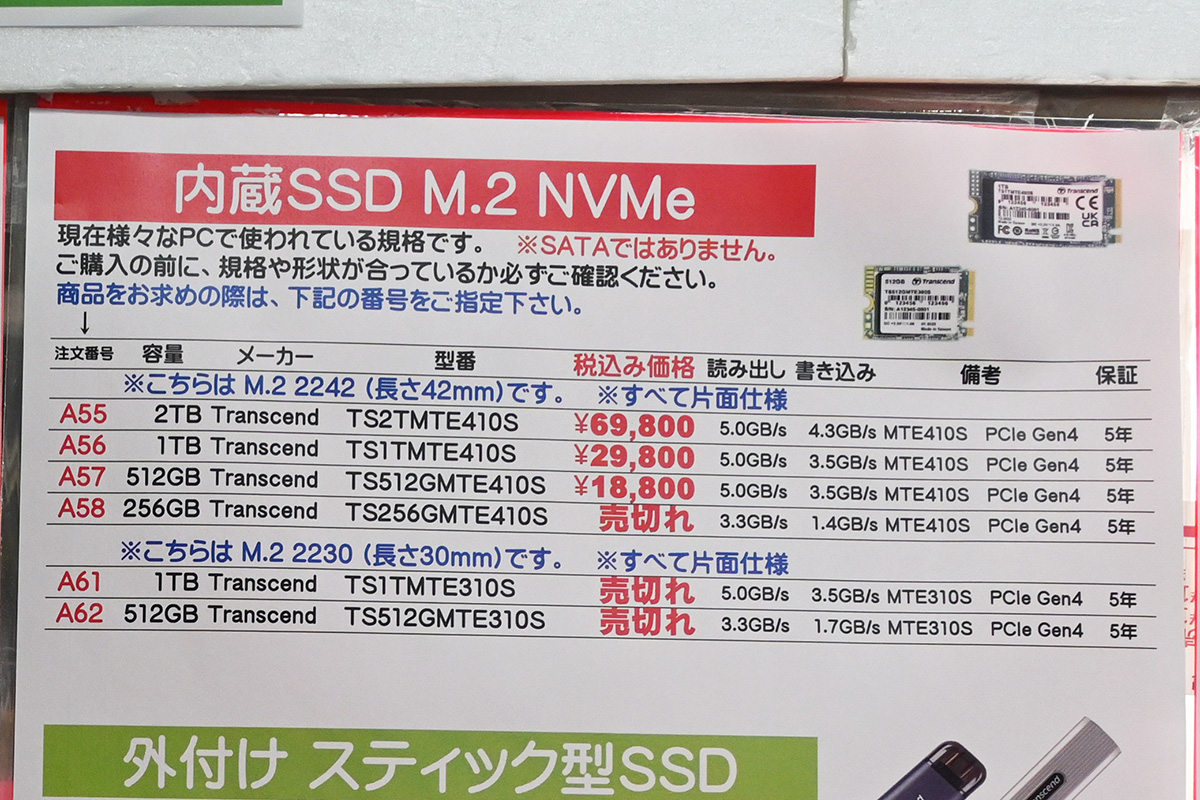 内蔵SSD M.2 NVMe
現在様々なPCで使われている規格です。 ※SATAではありません。
ご購入の前に、規格や形状が合っているか必ずご確認ください。
商品をお求めの際は、下記の番号をご指定下さい。
↓
注文番号 容量 メーカー 型番 税込み価格 読み出し 書き込み 備考 保証
※こちらは M.2 2242 (長さ42mm)です。 ※すべて片面仕様
A55 2TB Transcend TS2TMTE410S ¥69,800 5.0GB/s 4.3GB/s MTE410S PCIe Gen4 5年
A56 1TB Transcend TS1TMTE410S ¥29,800 5.0GB/s 3.5GB/s MTE410S PCIe Gen4 5年
A57 512GB Transcend TS512GMTE410S ¥18,800 5.0GB/s 3.5GB/s MTE410S PCIe Gen4 5年
A58 256GB Transcend TS256GMTE410S 売切れ 3.3GB/s 1.4GB/s MTE410S PCIe Gen4 5年
※こちらは M.2 2230 (長さ30mm)です。 ※すべて片面仕様
A61 1TB Transcend TS1TMTE310S 売切れ 5.0GB/s 3.5GB/s MTE310S PCIe Gen4 5年
A62 512GB Transcend TS512GMTE310S 売切れ 3.3GB/s 1.7GB/s MTE310S PCIe Gen4 5年
外付け スティック型SSD
1TB Transcend
512GB Transcend